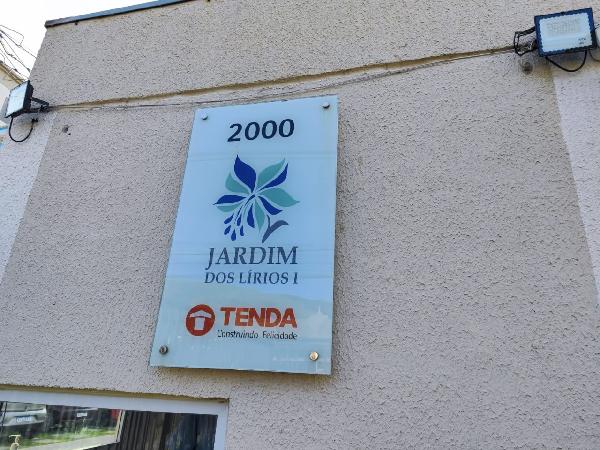 2000
JARDIM
DOS LÍRIOS I
TENDA
Construindo Felicidade